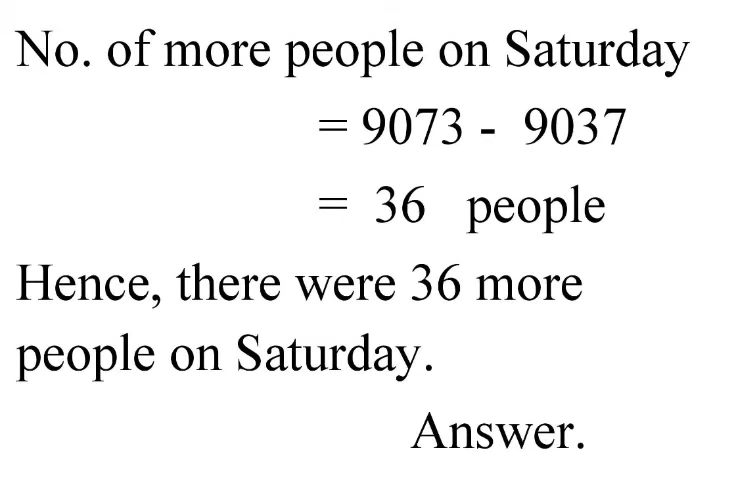 No. of more people on Saturday
= 9073 - 9037
= 36 people
Hence, there were 36 more
people on Saturday.
Answer.